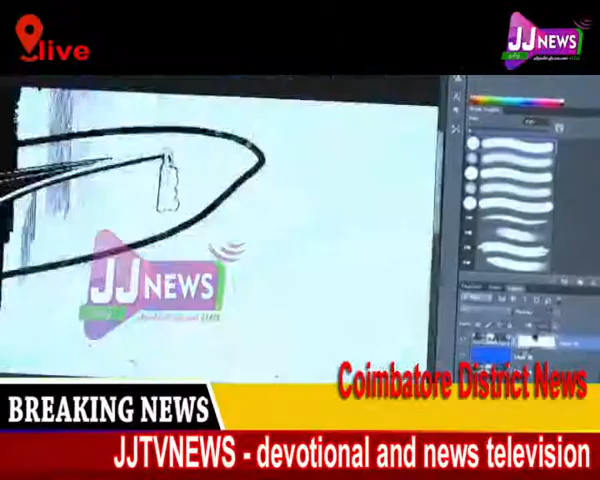 live
JJ NEWS
JJ NEWS
Coimbatore District News
BREAKING NEWS
JJTVNEWS - devotional and news television